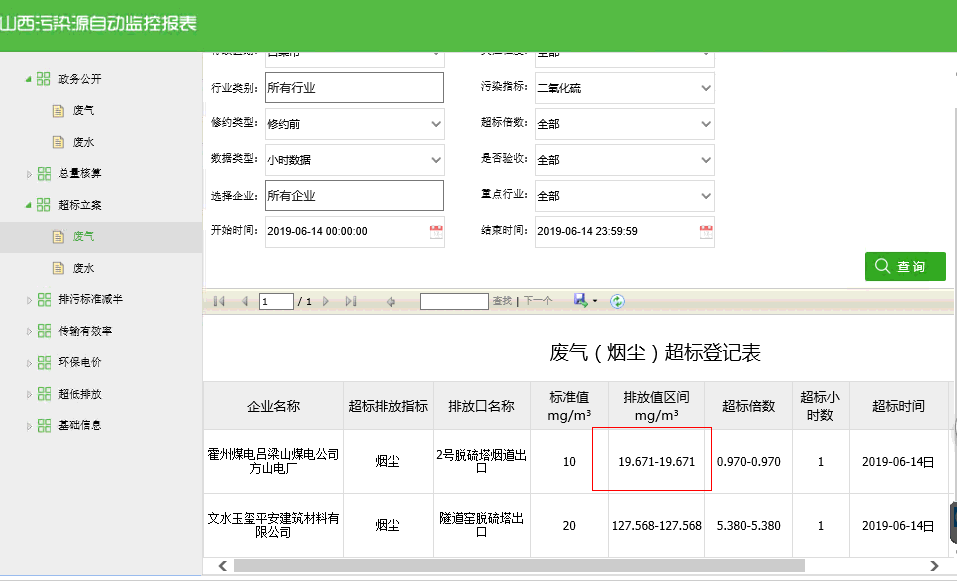 山西污染源自动监控报表
政务公开
废气
废水
总量核算
超标立案
废气
废水
排污标准减半
传输有效率
环保电价
超低排放
基础信息
全部
行业类别: 所有行业 污染指标: 二氧化硫
修约类型: 修约前 超标倍数: 全部
数据类型: 小时数据 是否验收: 全部
选择企业: 所有企业 重点行业: 全部
开始时间: 2019-06-14 00:00:00 结束时间: 2019-06-14 23:59:59
查询
1 / 1 查找 | 下一个
废气（烟尘）超标登记表
企业名称 超标排放指标 排放口名称 标准值 mg/m³ 排放值区间 mg/m³ 超标倍数 超标小时数 超标时间
霍州煤电吕梁山煤电公司方山电厂 烟尘 2号脱硫塔烟道出口 10 19.671-19.671 0.970-0.970 1 2019-06-14日
文水玉玺平安建筑材料有限公司 烟尘 隧道窑脱硫塔出口 20 127.568-127.568 5.380-5.380 1 2019-06-14日